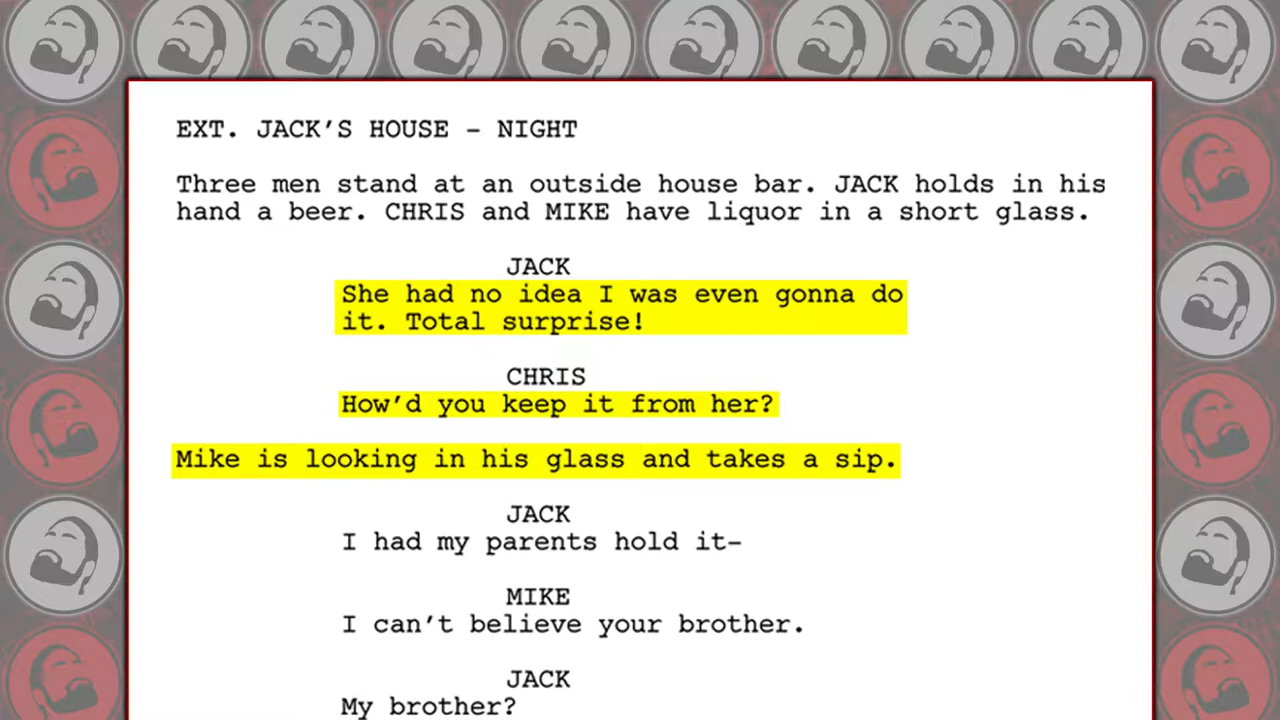 EXT. JACK’S HOUSE – NIGHT
Three men stand at an outside house bar. JACK holds in his
hand a beer. CHRIS and MIKE have liquor in a short glass.
JACK
She had no idea I was even gonna do
it. Total surprise!
CHRIS
How’d you keep it from her?
Mike is looking in his glass and takes a sip.
JACK
I had my parents hold it–
MIKE
I can’t believe your brother.
JACK
My brother?